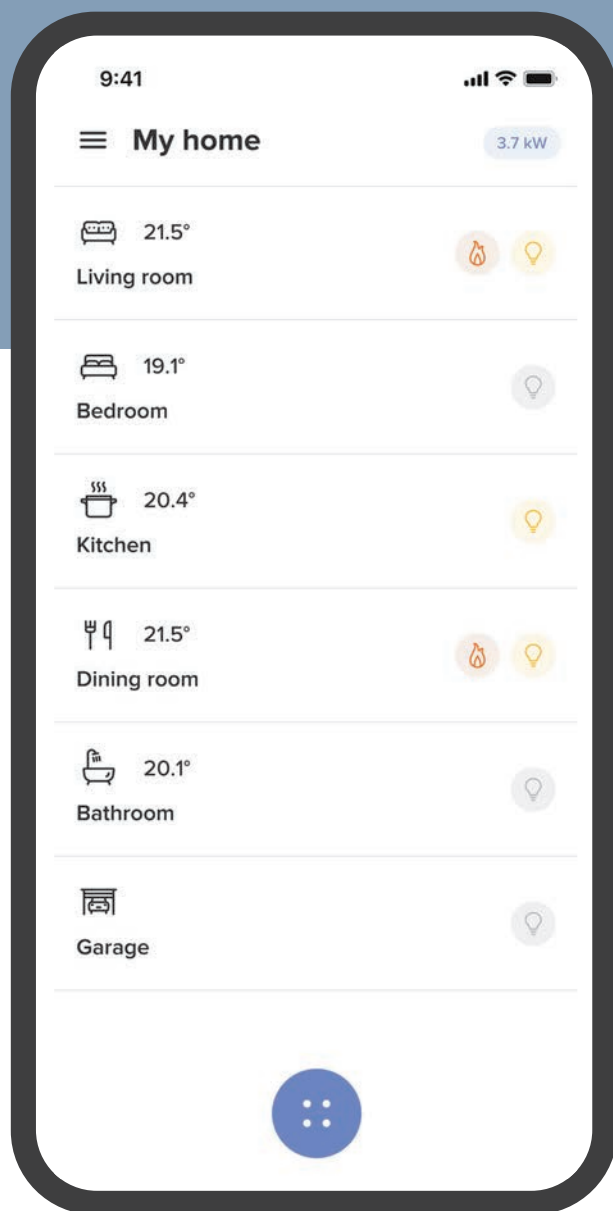 9:41
My home
3.7 kW
21.5°
Living room
19.1°
Bedroom
20.4°
Kitchen
21.5°
Dining room
20.1°
Bathroom
Garage